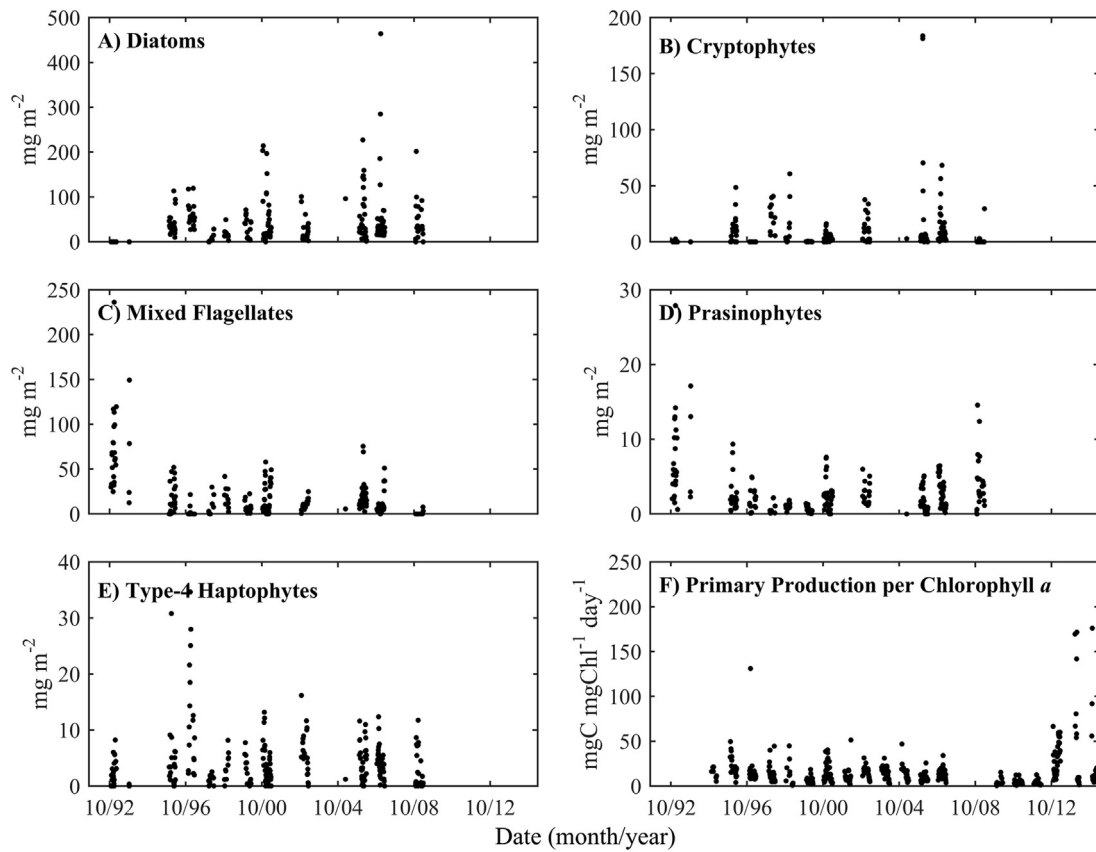 A) Diatoms
mg m⁻²
500
400
300
200
100
0
B) Cryptophytes
mg m⁻²
200
150
100
50
0
C) Mixed Flagellates
mg m⁻²
250
200
150
100
50
0
D) Prasinophytes
mg m⁻²
30
20
10
0
E) Type-4 Haptophytes
mg m⁻²
40
30
20
10
0
10/92 10/96 10/00 10/04 10/08 10/12
F) Primary Production per Chlorophyll a
mgC mgChl⁻¹ day⁻¹
250
200
150
100
50
0
10/92 10/96 10/00 10/04 10/08 10/12
Date (month/year)